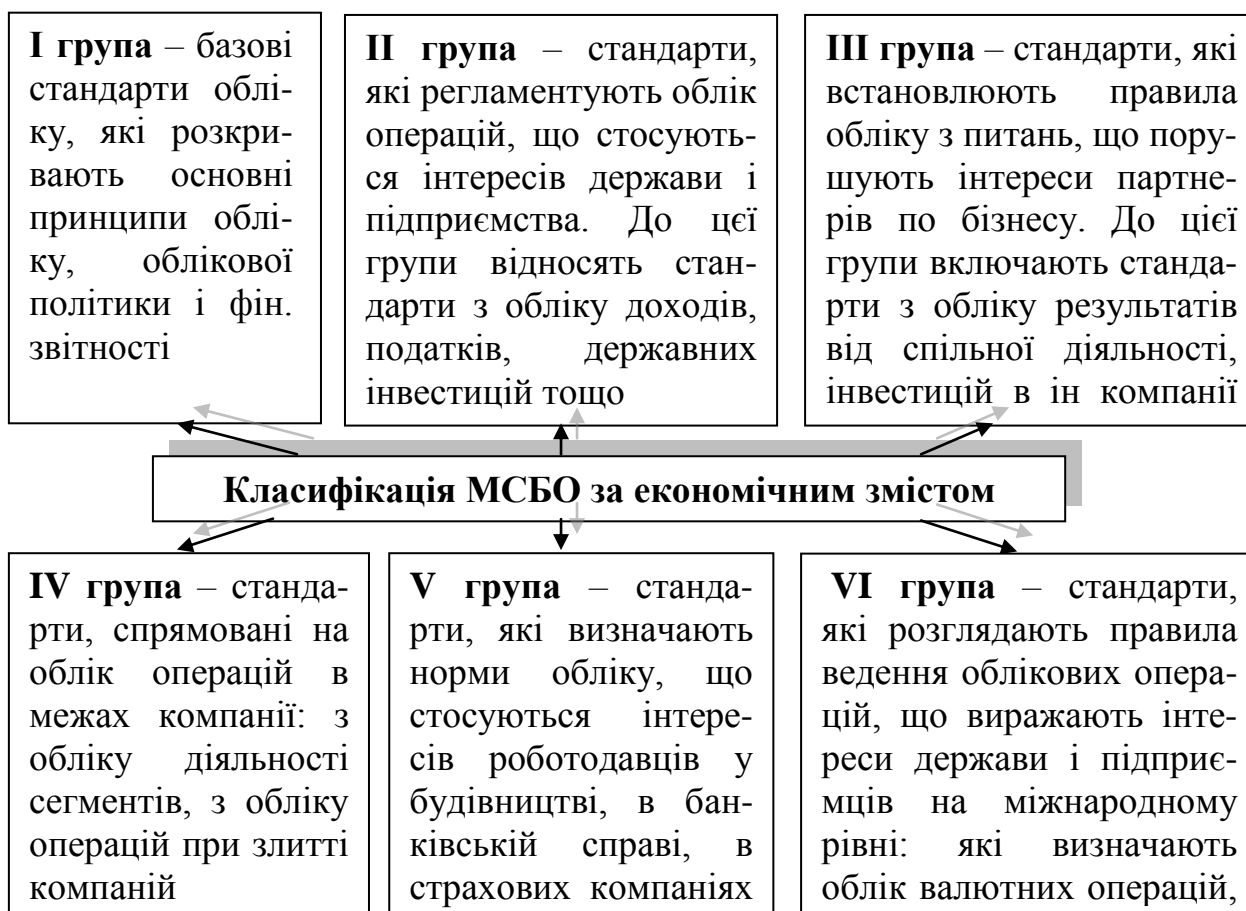 I група – базові
стандарти облі-
ку, які розкри-
вають основні
принципи облі-
ку, облікової
політики і фін.
звітності
II група – стандарти,
які регламентують облік
операцій, що стосують-
ся інтересів держави і
підприємства. До цєї
групи відносять стан-
дарти з обліку доходів,
податків, державних
інвестицій тощо
III група – стандарти, які
встановлюють правила
обліку з питань, що пору-
шують інтереси партне-
рів по бізнесу. До цієї
групи включають станда-
рти з обліку результатів
від спільної діяльності,
інвестицій в ін компанії
Класифікація МСБО за економічним змістом
IV група – станда-
рти, спрямовані на
облік операцій в
межах компанії: з
обліку діяльності
сегментів, з обліку
операцій при злитті
компаній
V група – станда-
рти, які визначають
норми обліку, що
стосуються інтере-
сів роботодавців у
будівництві, в бан-
ківській справі, в
страхових компаніях
VI група – стандарти,
які розглядають правила
ведення облікових опера-
цій, що виражають інте-
реси держави і підприє-
мців на міжнародному
рівні: які визначають
облік валютних операцій,